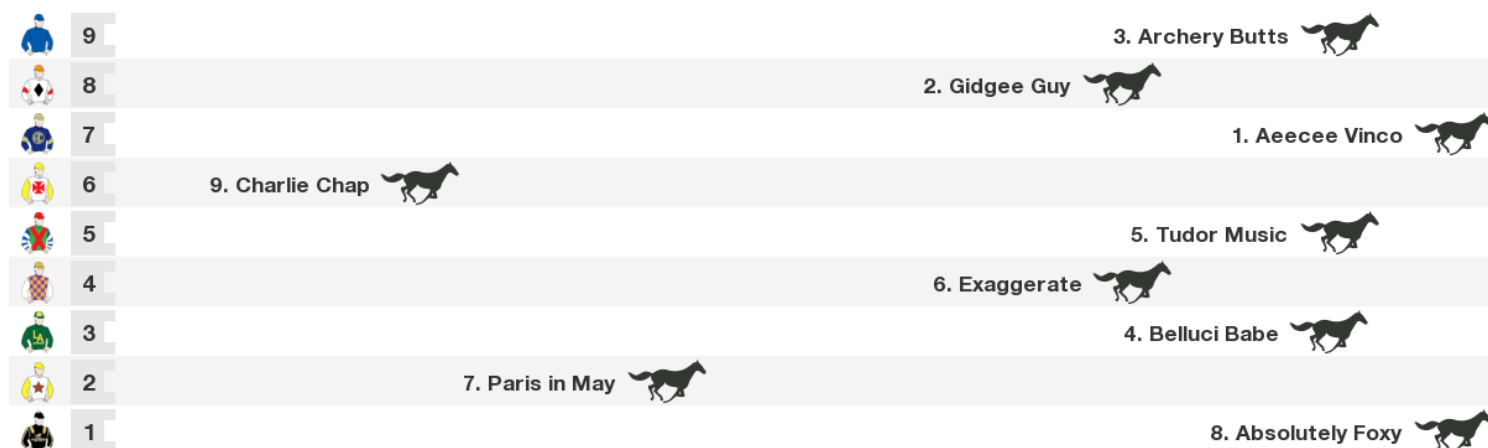 9 3. Archery Butts
8 2. Gidgee Guy
7 1. Aeecee Vinco
6 9. Charlie Chap
5 5. Tudor Music
4 6. Exaggerate
3 4. Belluci Babe
2 7. Paris in May
1 8. Absolutely Foxy